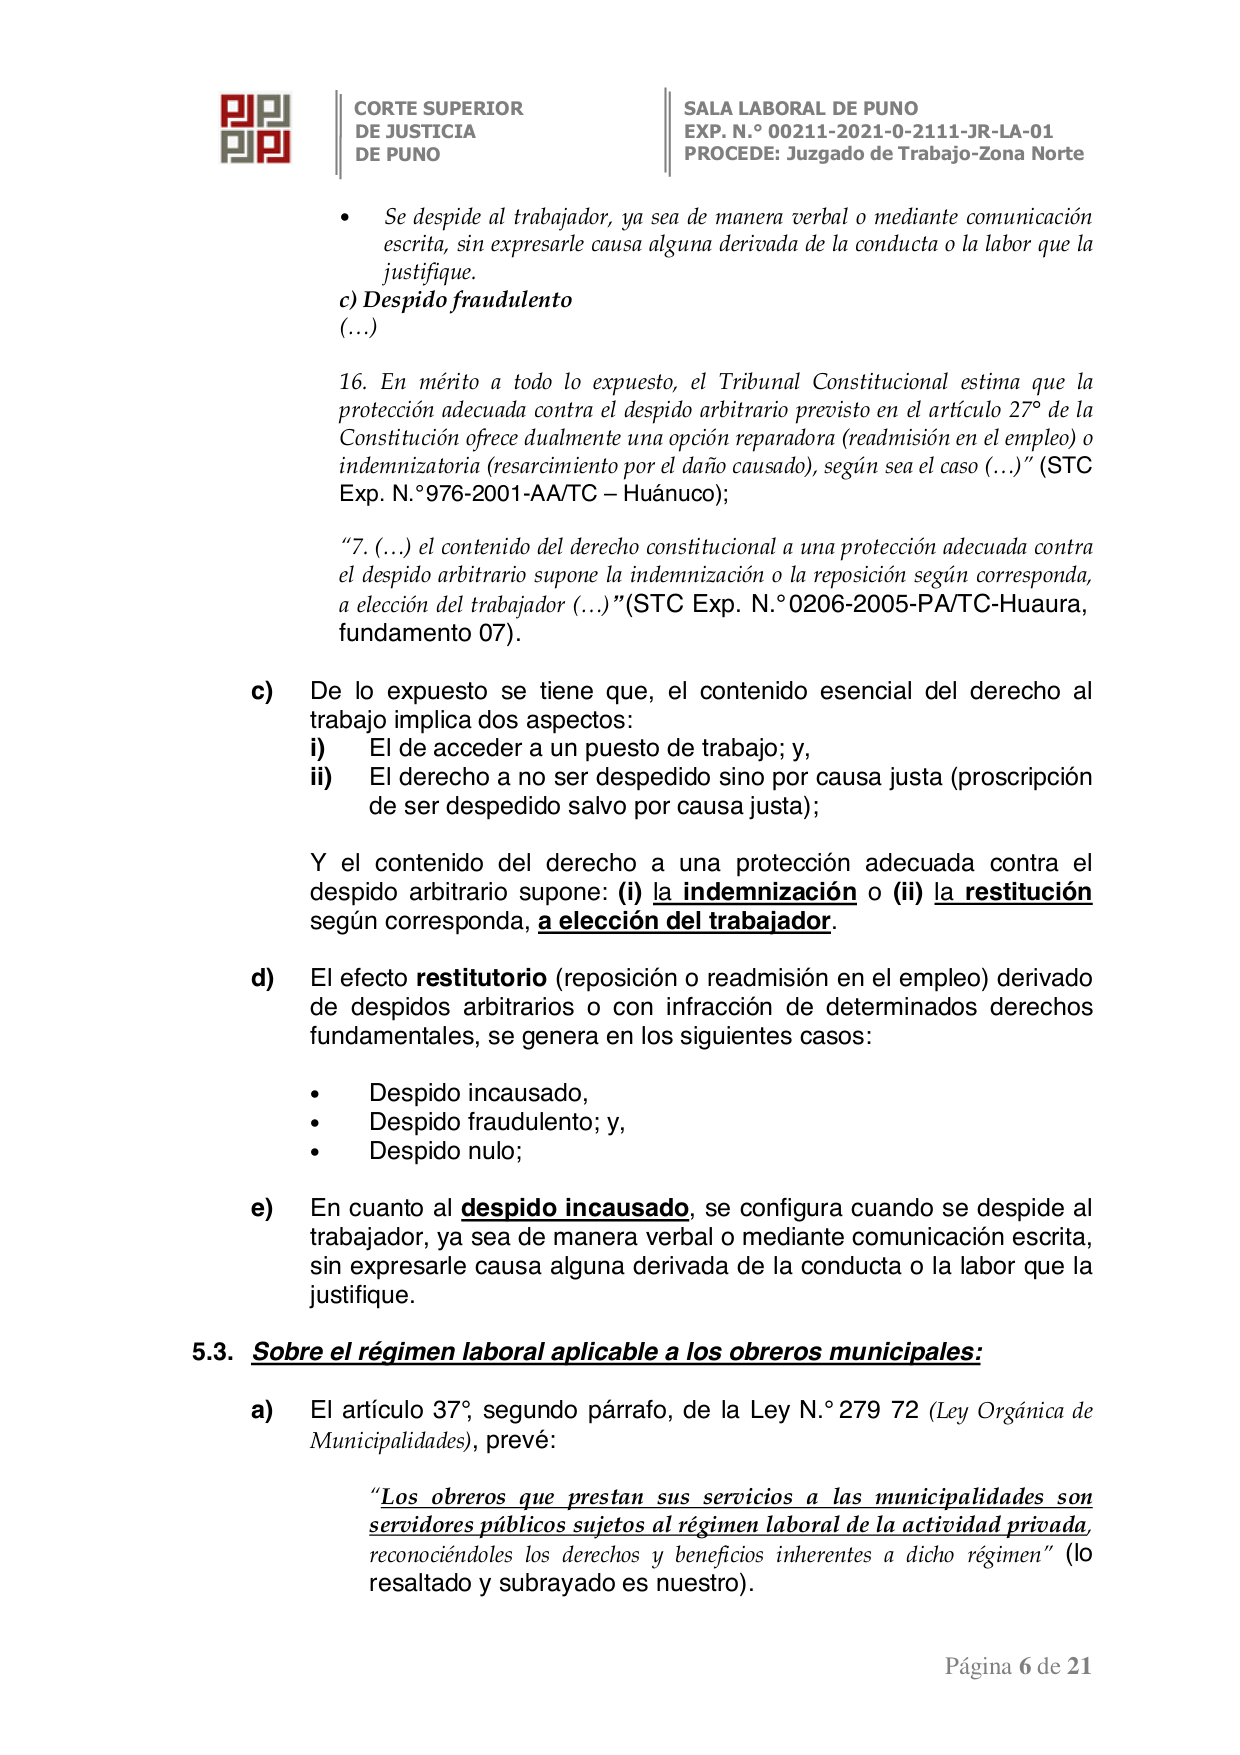 CORTE SUPERIOR
DE JUSTICIA
DE PUNO
SALA LABORAL DE PUNO
EXP. N.° 00211-2021-0-2111-JR-LA-01
PROCEDE: Juzgado de Trabajo-Zona Norte
• Se despide al trabajador, ya sea de manera verbal o mediante comunicación
escrita, sin expresarle causa alguna derivada de la conducta o la labor que la
justifique.
c) Despido fraudulento
(…)
16. En mérito a todo lo expuesto, el Tribunal Constitucional estima que la
protección adecuada contra el despido arbitrario previsto en el artículo 27° de la
Constitución ofrece dualmente una opción reparadora (readmisión en el empleo) o
indemnizatoria (resarcimiento por el daño causado), según sea el caso (…)” (STC
Exp. N.° 976-2001-AA/TC – Huánuco);
“7. (…) el contenido del derecho constitucional a una protección adecuada contra
el despido arbitrario supone la indemnización o la reposición según corresponda,
a elección del trabajador (…)”(STC Exp. N.° 0206-2005-PA/TC-Huaura,
fundamento 07).
c) De lo expuesto se tiene que, el contenido esencial del derecho al
trabajo implica dos aspectos:
i) El de acceder a un puesto de trabajo; y,
ii) El derecho a no ser despedido sino por causa justa (proscripción
de ser despedido salvo por causa justa);
Y el contenido del derecho a una protección adecuada contra el
despido arbitrario supone: (i) la indemnización o (ii) la restitución
según corresponda, a elección del trabajador.
d) El efecto restitutorio (reposición o readmisión en el empleo) derivado
de despidos arbitrarios o con infracción de determinados derechos
fundamentales, se genera en los siguientes casos:
• Despido incausado,
• Despido fraudulento; y,
• Despido nulo;
e) En cuanto al despido incausado, se configura cuando se despide al
trabajador, ya sea de manera verbal o mediante comunicación escrita,
sin expresarle causa alguna derivada de la conducta o la labor que la
justifique.
5.3. Sobre el régimen laboral aplicable a los obreros municipales:
a) El artículo 37°, segundo párrafo, de la Ley N.° 279 72 (Ley Orgánica de
Municipalidades), prevé:
“Los obreros que prestan sus servicios a las municipalidades son
servidores públicos sujetos al régimen laboral de la actividad privada,
reconociéndoles los derechos y beneficios inherentes a dicho régimen” (lo
resaltado y subrayado es nuestro).
Página 6 de 21